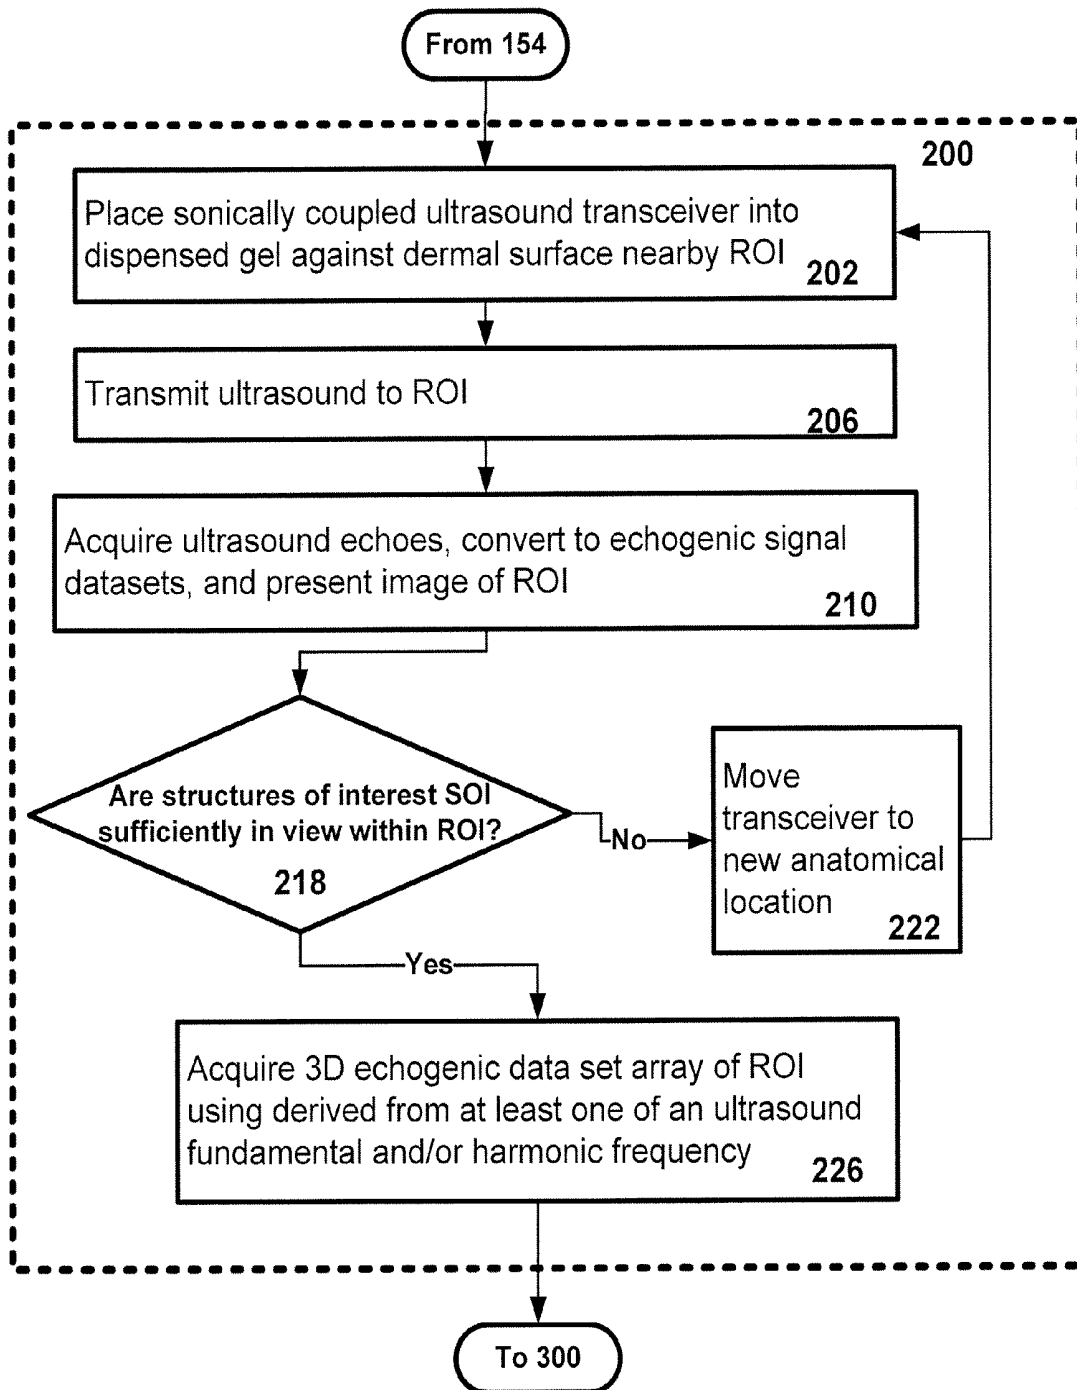 From 154
200
Place sonically coupled ultrasound transceiver into
dispensed gel against dermal surface nearby ROI
202
Transmit ultrasound to ROI
206
Acquire ultrasound echoes, convert to echogenic signal
datasets, and present image of ROI
210
Are structures of interest SOI
sufficiently in view within ROI?
218
No
Move
transceiver to
new anatomical
location
222
Yes
Acquire 3D echogenic data set array of ROI
using derived from at least one of an ultrasound
fundamental and/or harmonic frequency
226
To 300